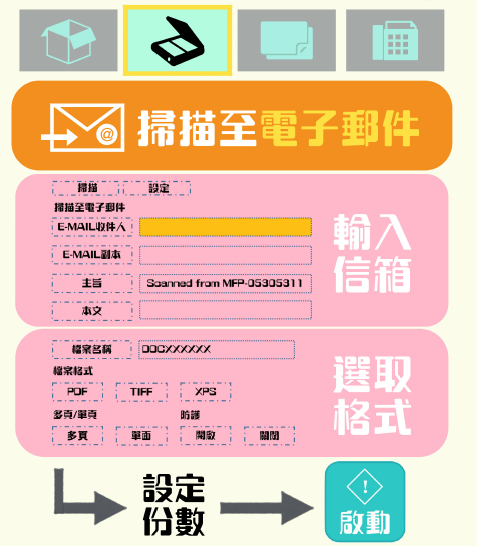 掃描至電子郵件
掃描 設定
掃描至電子郵件
E-MAIL收件人
E-MAIL副本
主旨 Scanned from MFP-05305311
本文
輸入
信箱
檔案名稱 DOCXXXXXX
檔案格式
PDF TIFF XPS
多頁/單頁 防護
多頁 單面 開啟 關閉
選取
格式
設定
份數
啟動